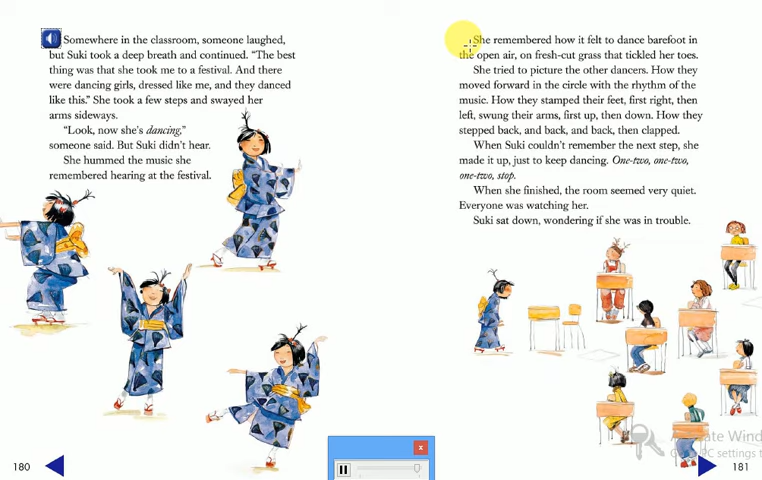 Somewhere in the classroom, someone laughed,
but Suki took a deep breath and continued. “The best
thing was that she took me to a festival. And there
were dancing girls, dressed like me, and they danced
like this.” She took a few steps and swayed her
arms sideways.
“Look, now she’s dancing,”
someone said. But Suki didn’t hear.
She hummed the music she
remembered hearing at the festival.
180
She remembered how it felt to dance barefoot in
the open air, on fresh-cut grass that tickled her toes.
She tried to picture the other dancers. How they
moved forward in the circle with the rhythm of the
music. How they stamped their feet, first right, then
left, swung their arms, first up, then down. How they
stepped back, and back, and back, then clapped.
When Suki couldn’t remember the next step, she
made it up, just to keep dancing. One-two, one-two,
one-two, stop.
When she finished, the room seemed very quiet.
Everyone was watching her.
Suki sat down, wondering if she was in trouble.
PC settings
181
x